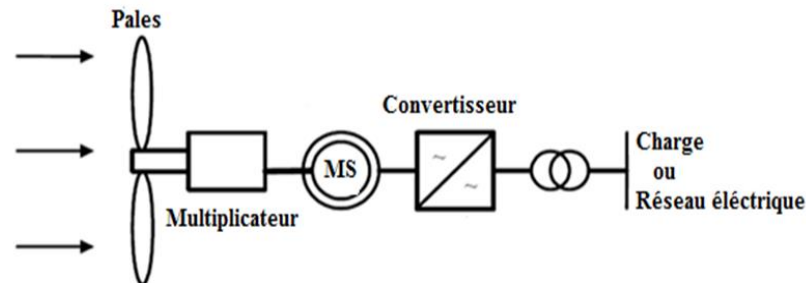 Pales
Convertisseur
MS
~
~
Multiplicateur
Charge
ou
Réseau éléctrique